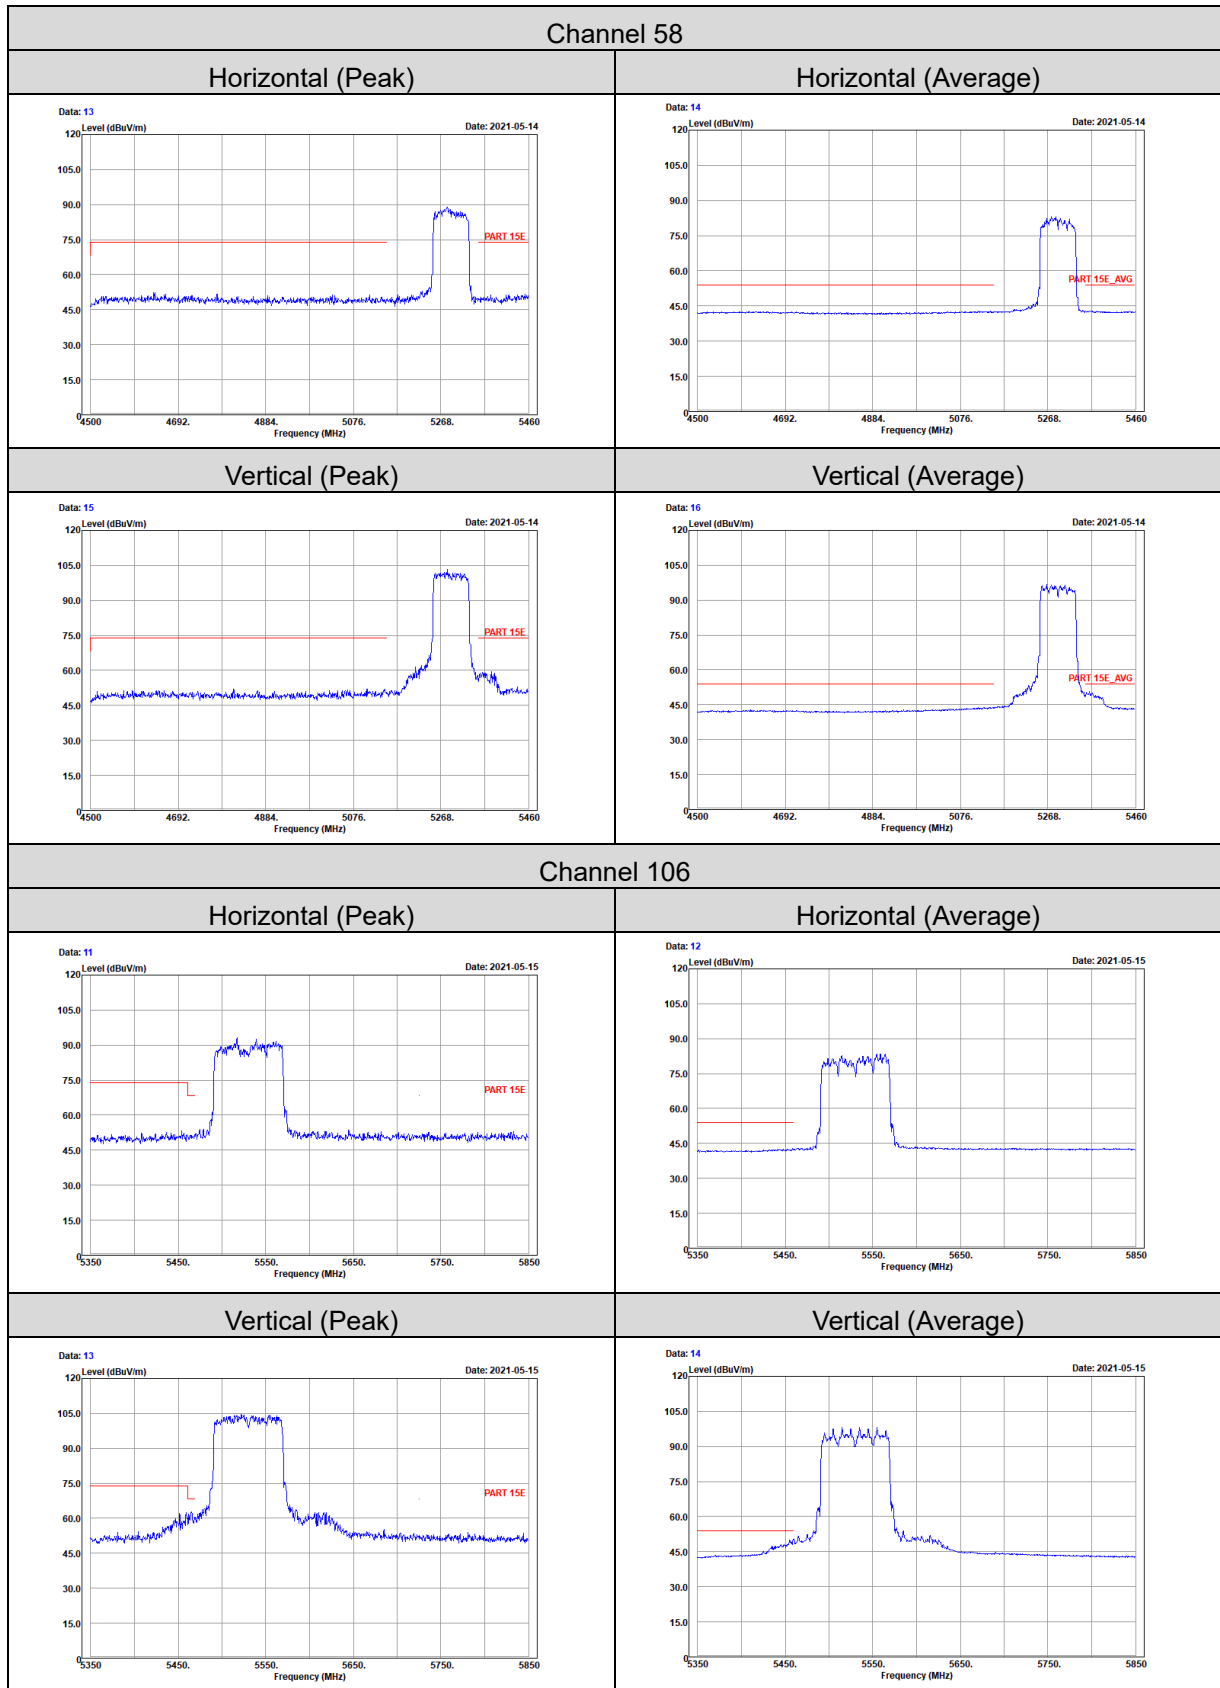 Channel 58
Horizontal (Peak)
Horizontal (Average)
Data: 13
Level (dBuV/m)
Date: 2021-05-14
120
105.0
90.0
75.0
60.0
45.0
30.0
15.0
0
PART 15E
4500
4692.
4884.
5076.
5268.
5460
Frequency (MHz)
Data: 14
Level (dBuV/m)
Date: 2021-05-14
120
105.0
90.0
75.0
60.0
45.0
30.0
15.0
0
PART 15E_AVG
4500
4692.
4884.
5076.
5268.
5460
Frequency (MHz)
Vertical (Peak)
Vertical (Average)
Data: 15
Level (dBuV/m)
Date: 2021-05-14
120
105.0
90.0
75.0
60.0
45.0
30.0
15.0
0
PART 15E
4500
4692.
4884.
5076.
5268.
5460
Frequency (MHz)
Data: 16
Level (dBuV/m)
Date: 2021-05-14
120
105.0
90.0
75.0
60.0
45.0
30.0
15.0
0
PART 15E_AVG
4500
4692.
4884.
5076.
5268.
5460
Frequency (MHz)
Channel 106
Horizontal (Peak)
Horizontal (Average)
Data: 11
Level (dBuV/m)
Date: 2021-05-15
120
105.0
90.0
75.0
60.0
45.0
30.0
15.0
0
PART 15E
5350
5450.
5550.
5650.
5750.
5850
Frequency (MHz)
Data: 12
Level (dBuV/m)
Date: 2021-05-15
120
105.0
90.0
75.0
60.0
45.0
30.0
15.0
0
5350
5450.
5550.
5650.
5750.
5850
Frequency (MHz)
Vertical (Peak)
Vertical (Average)
Data: 13
Level (dBuV/m)
Date: 2021-05-15
120
105.0
90.0
75.0
60.0
45.0
30.0
15.0
0
PART 15E
5350
5450.
5550.
5650.
5750.
5850
Frequency (MHz)
Data: 14
Level (dBuV/m)
Date: 2021-05-15
120
105.0
90.0
75.0
60.0
45.0
30.0
15.0
0
5350
5450.
5550.
5650.
5750.
5850
Frequency (MHz)